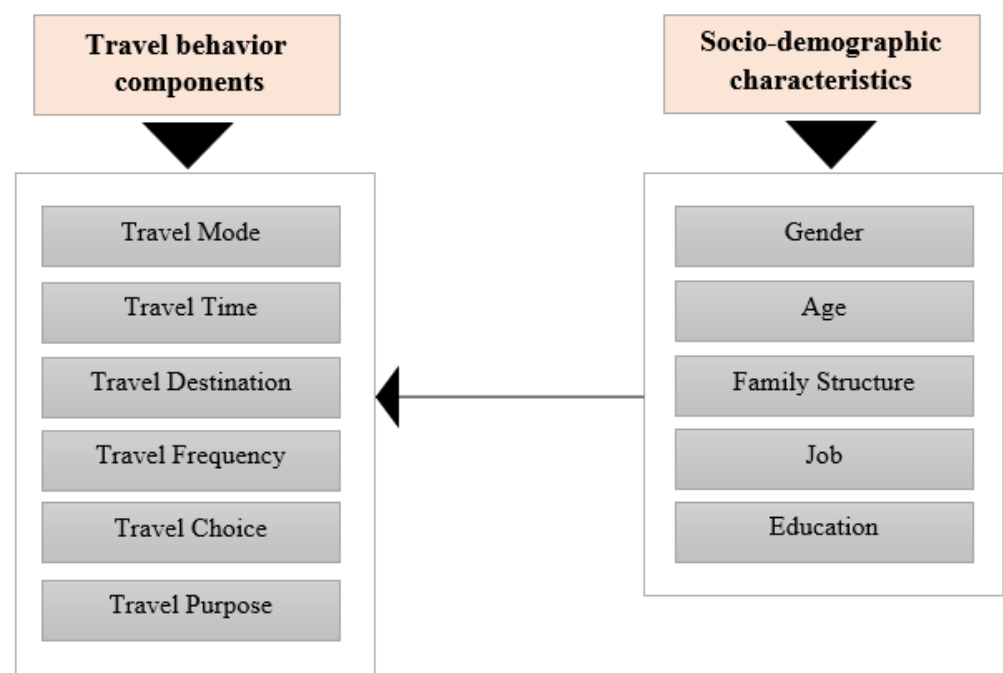 Travel behavior
components
Travel Mode
Travel Time
Travel Destination
Travel Frequency
Travel Choice
Travel Purpose
Socio-demographic
characteristics
Gender
Age
Family Structure
Job
Education